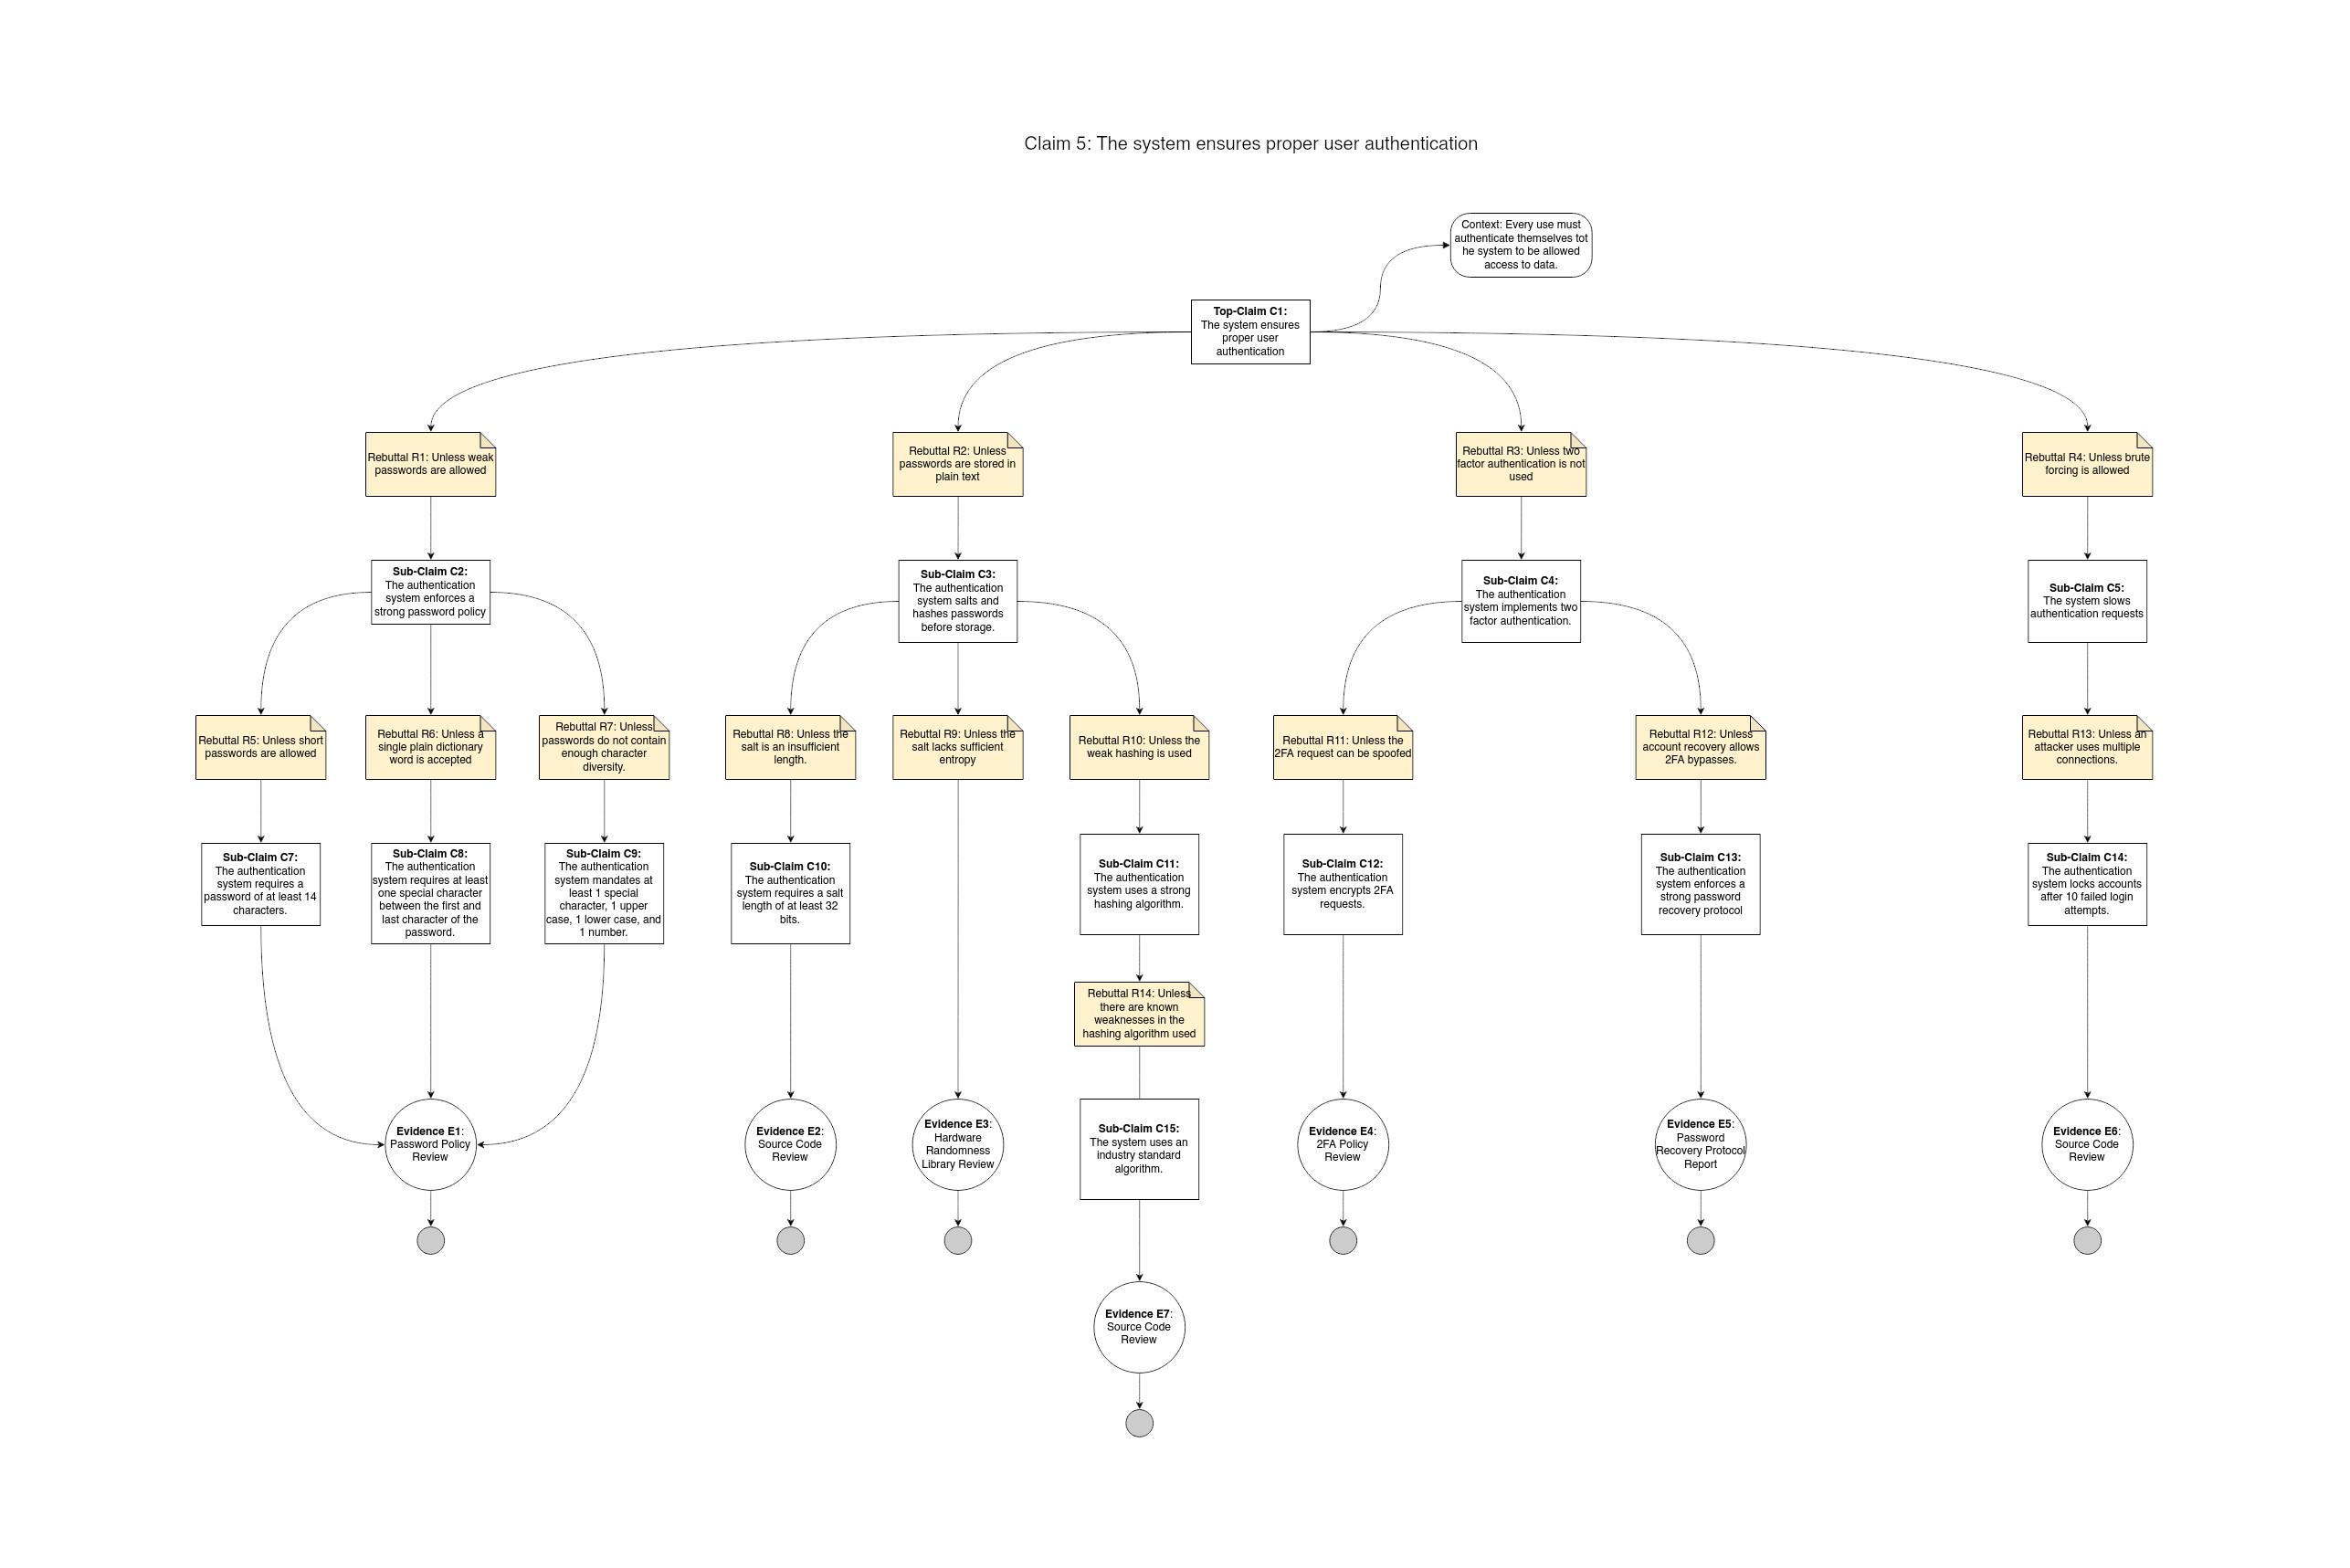 Claim 5: The system ensures proper user authentication
Context: Every use must
authenticate themselves tot
he system to be allowed
access to data.
Top-Claim C1:
The system ensures
proper user
authentication
Rebuttal R1: Unless weak
passwords are allowed
Rebuttal R2: Unless
passwords are stored in
plain text
Rebuttal R3: Unless two
factor authentication is not
used
Rebuttal R4: Unless brute
forcing is allowed
Sub-Claim C2:
The authentication
system enforces a
strong password policy
Sub-Claim C3:
The authentication
system salts and
hashes passwords
before storage.
Sub-Claim C4:
The authentication
system implements two
factor authentication.
Sub-Claim C5:
The system slows
authentication requests
Rebuttal R5: Unless short
passwords are allowed
Rebuttal R6: Unless a
single plain dictionary
word is accepted
Rebuttal R7: Unless
passwords do not contain
enough character
diversity.
Rebuttal R8: Unless the
salt is an insufficient
length.
Rebuttal R9: Unless the
salt lacks sufficient
entropy
Rebuttal R10: Unless the
weak hashing is used
Rebuttal R11: Unless the
2FA request can be spoofed
Rebuttal R12: Unless
account recovery allows
2FA bypasses.
Rebuttal R13: Unless an
attacker uses multiple
connections.
Sub-Claim C7:
The authentication
system requires a
password of at least 14
characters.
Sub-Claim C8:
The authentication
system requires at least
one special character
between the first and
last character of the
password.
Sub-Claim C9:
The authentication
system mandates at
least 1 special
character, 1 upper
case, 1 lower case, and
1 number.
Sub-Claim C10:
The authentication
system requires a salt
length of at least 32
bits.
Sub-Claim C11:
The authentication
system uses a strong
hashing algorithm.
Sub-Claim C12:
The authentication
system encrypts 2FA
requests.
Sub-Claim C13:
The authentication
system enforces a
strong password
recovery protocol
Sub-Claim C14:
The authentication
system locks accounts
after 10 failed login
attempts.
Rebuttal R14: Unless
there are known
weaknesses in the
hashing algorithm used
Evidence E1:
Password Policy
Review
Evidence E2:
Source Code
Review
Evidence E3:
Hardware
Randomness
Library Review
Sub-Claim C15:
The system uses an
industry standard
algorithm.
Evidence E4:
2FA Policy
Review
Evidence E5:
Password
Recovery Protocol
Report
Evidence E6:
Source Code
Review
Evidence E7:
Source Code
Review